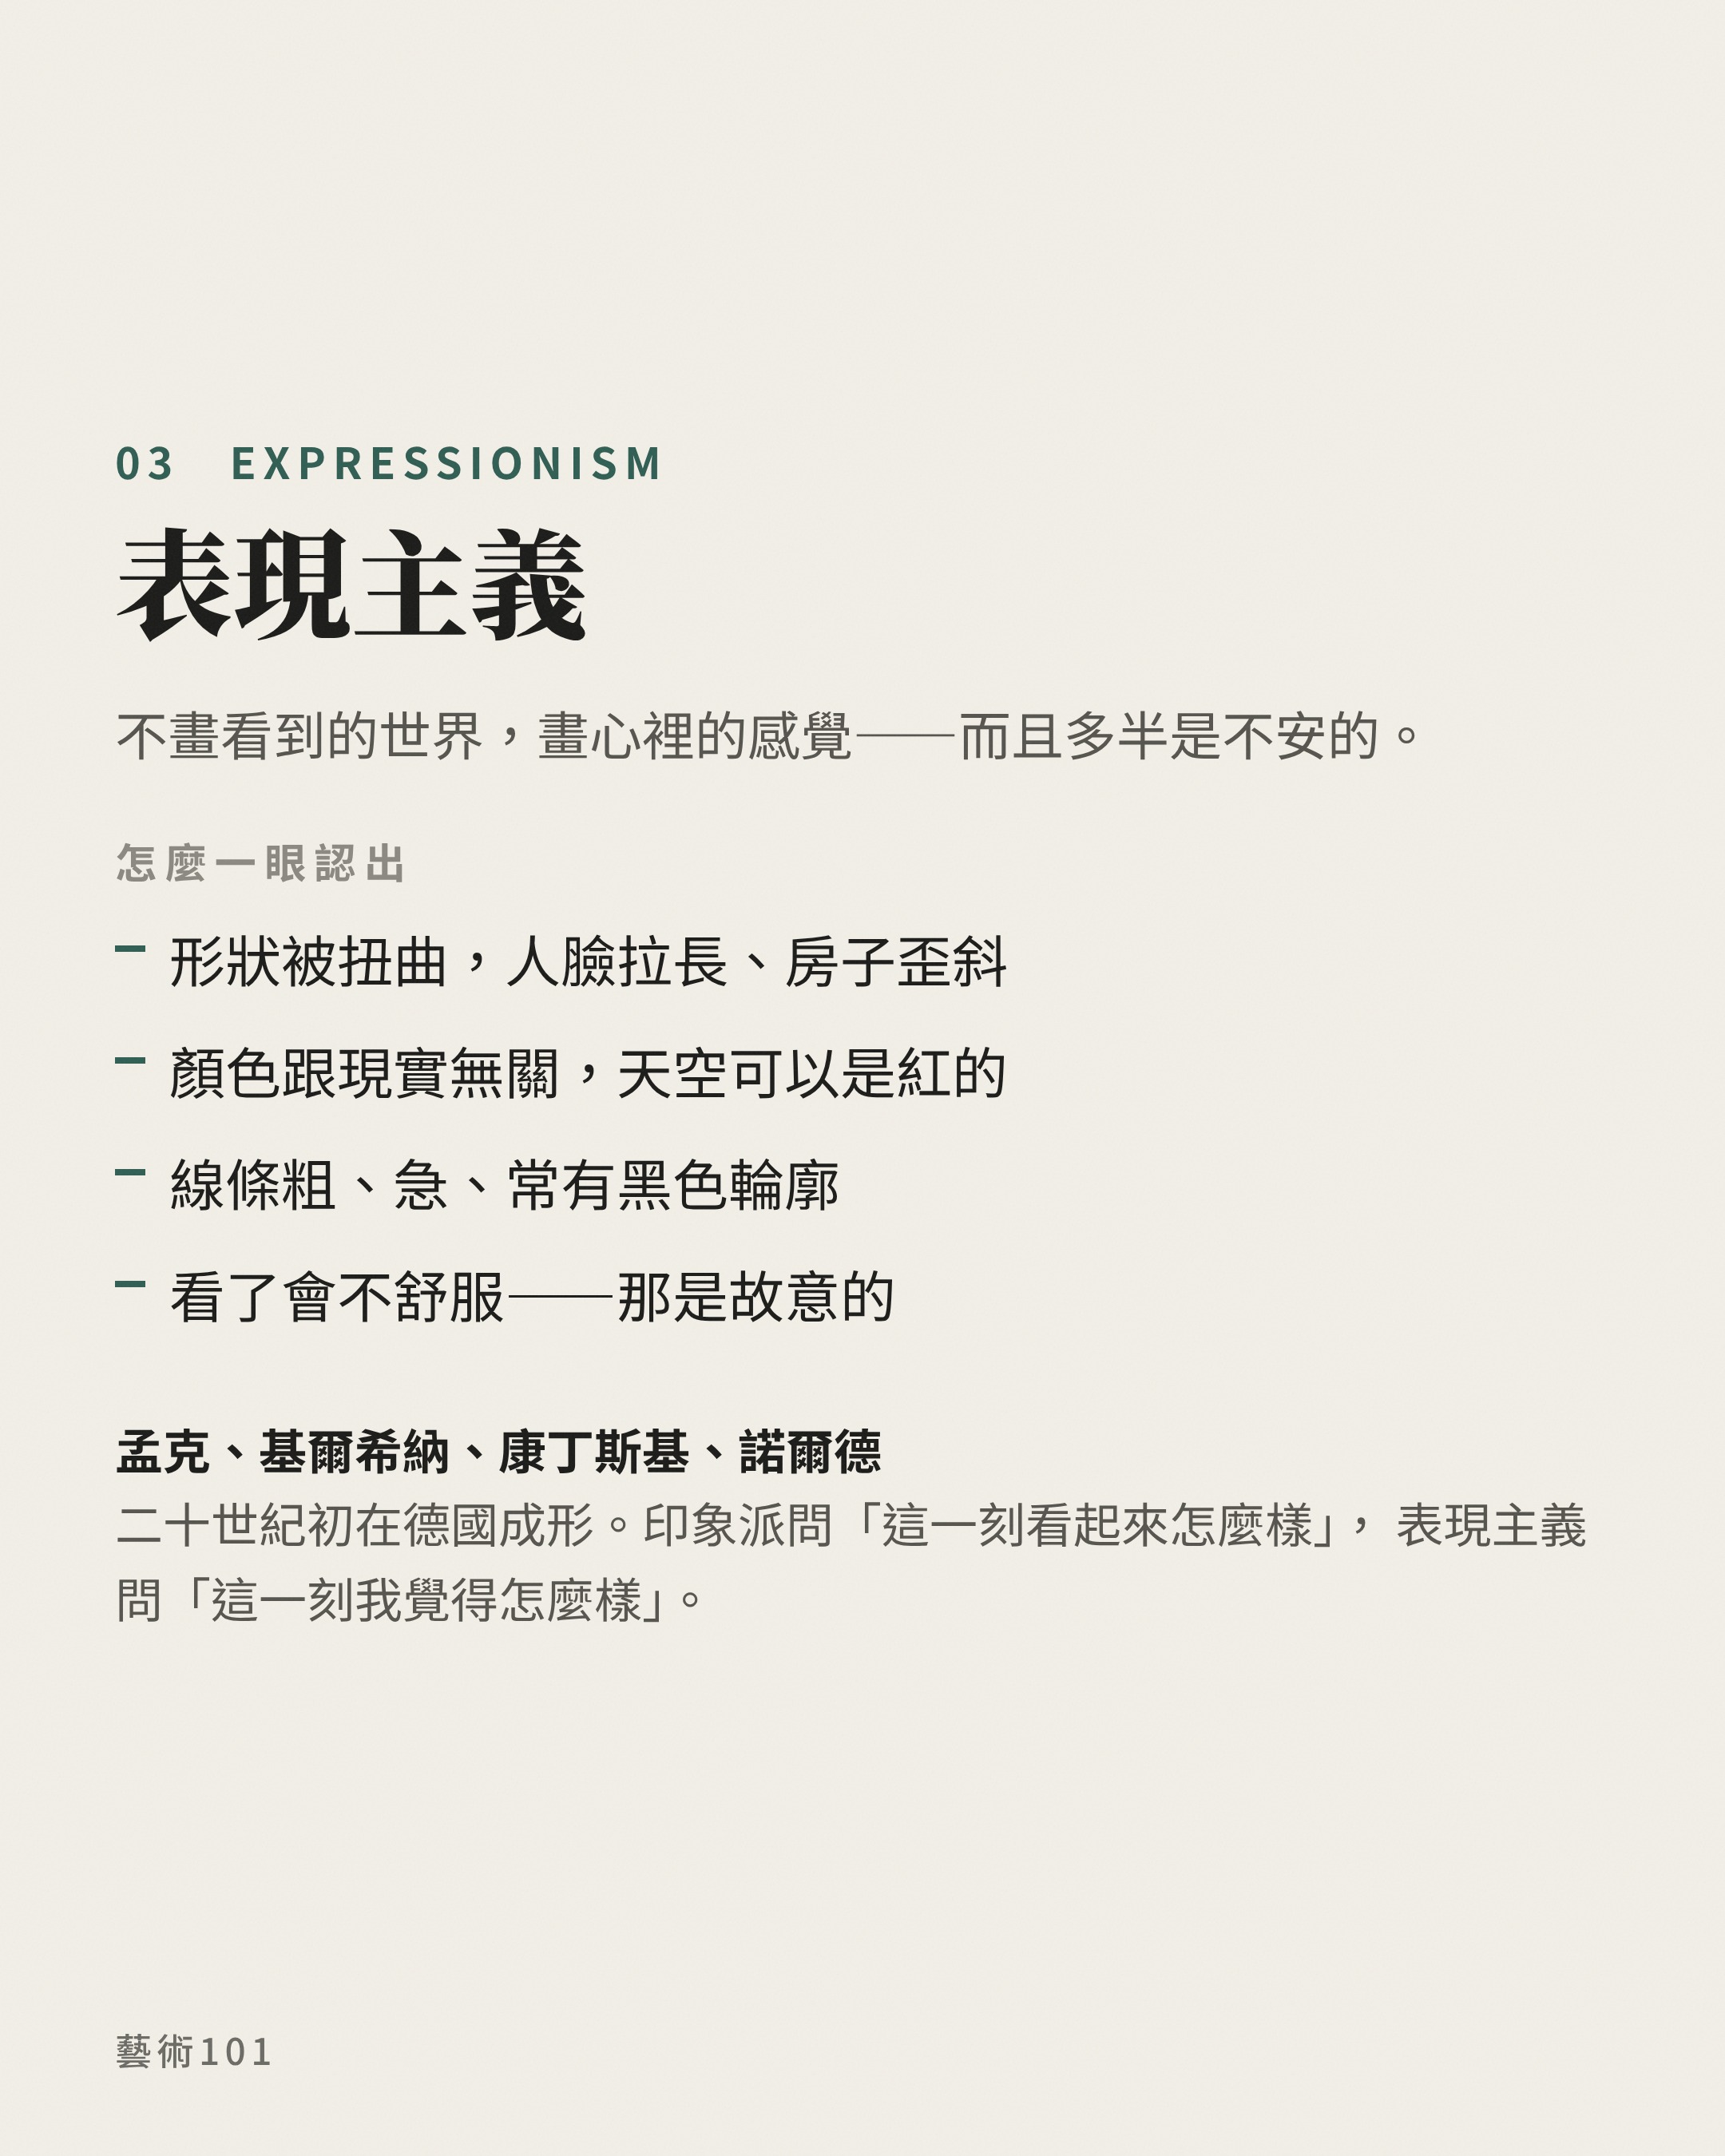 03 EXPRESSIONISM
表現主義
不畫看到的世界，畫心裡的感覺——而且多半是不安的。
怎麼一眼認出
形狀被扭曲，人臉拉長、房子歪斜
顏色跟現實無關，天空可以是紅的
線條粗、急、常有黑色輪廓
看了會不舒服——那是故意的
孟克、基爾希納、康丁斯基、諾爾德
二十世紀初在德國成形。印象派問「這一刻看起來怎麼樣」， 表現主義
問「這一刻我覺得怎麼樣」。
藝術101